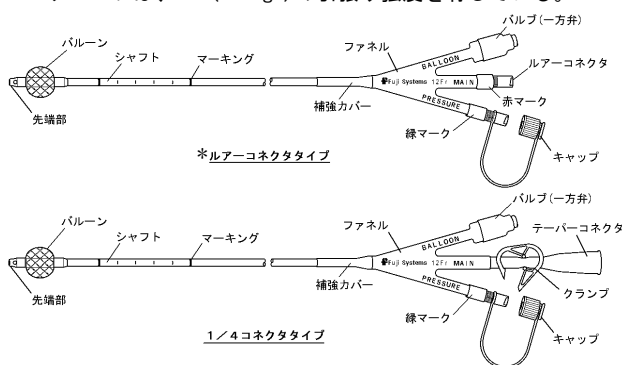 バルブ(一方弁)
バルーン
ファネル
シャフト
マーキング
BALLOON
ルアーコネクタ
Fuji Systems 12Fr MAIN
先端部
補強カバー
PRESSURE
赤マーク
緑マーク
キャップ
*ルアーコネクタタイプ
バルブ(一方弁)
バルーン
ファネル
テーパーコネクタ
シャフト
マーキング
BALLOON
Fuji Systems 12Fr MAIN
先端部
補強カバー
PRESSURE
クランプ
緑マーク
キャップ
1/4コネクタタイプ